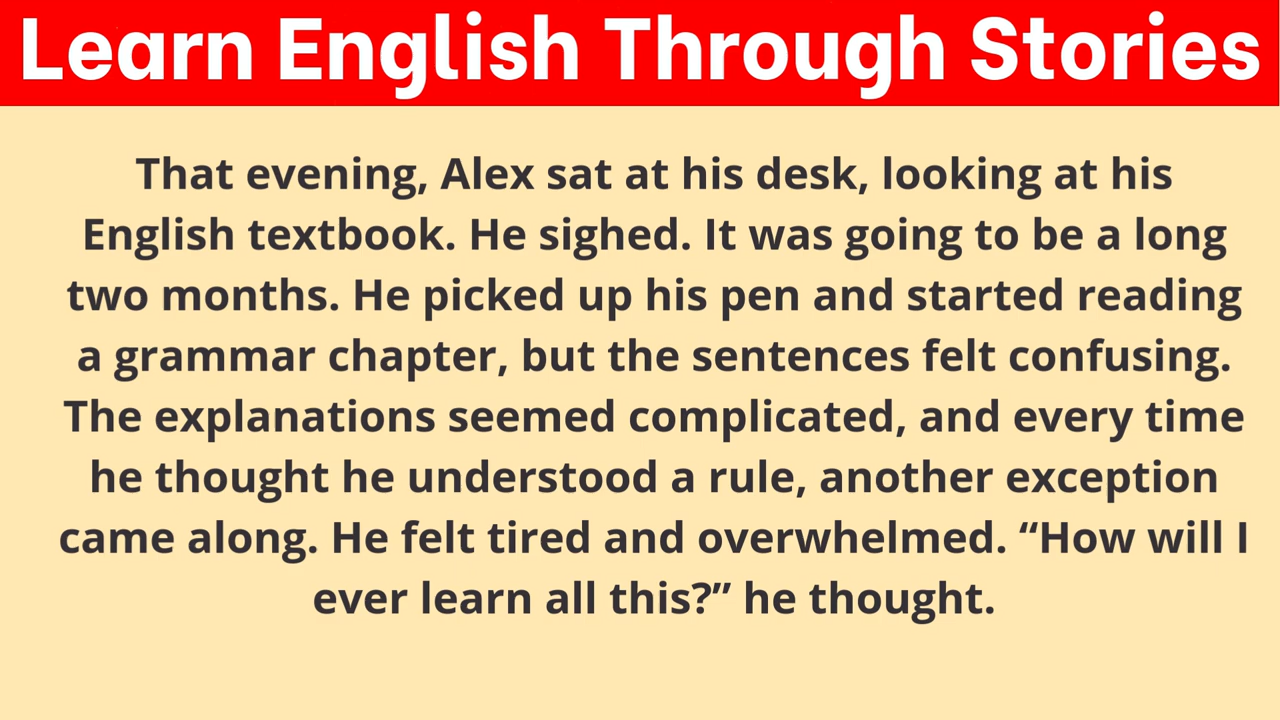 Learn English Through Stories
That evening, Alex sat at his desk, looking at his
English textbook. He sighed. It was going to be a long
two months. He picked up his pen and started reading
a grammar chapter, but the sentences felt confusing.
The explanations seemed complicated, and every time
he thought he understood a rule, another exception
came along. He felt tired and overwhelmed. “How will I
ever learn all this?” he thought.